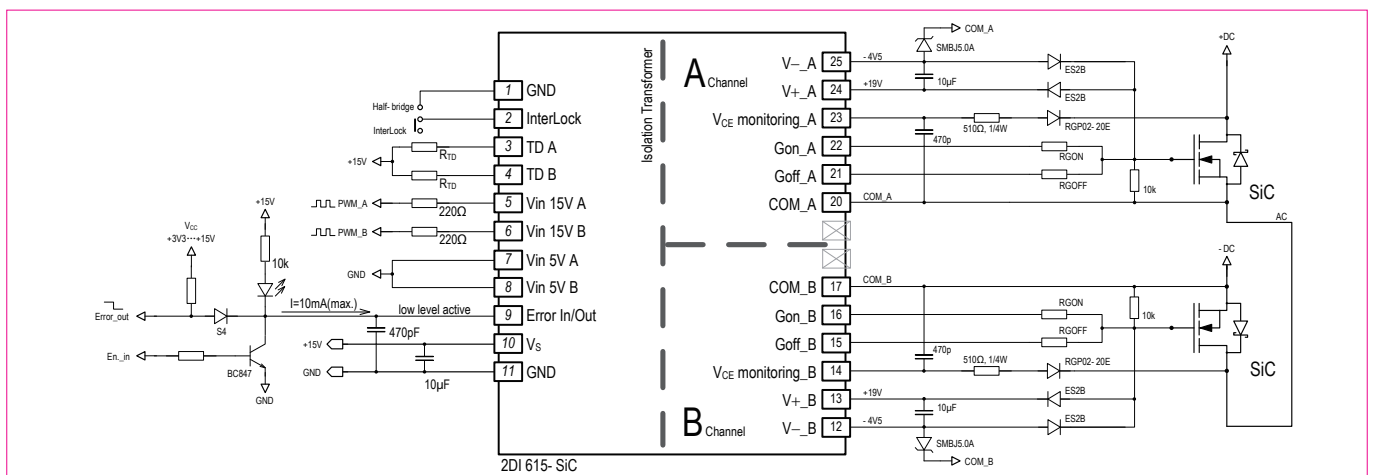 Isolation Transformer
A Channel
B Channel
2DI 615- SiC
1 GND
2 InterLock
3 TD A
4 TD B
5 Vin 15V A
6 Vin 15V B
7 Vin 5V A
8 Vin 5V B
9 Error In/Out
10 VS
11 GND
Half- bridge
InterLock
+15V
RTD
RTD
PWM_A
220Ω
PWM_B
220Ω
GND
+15V
VCC
+3V3···+15V
10k
I=10mA(max.)
low level active
Error_out
S4
470pF
En._in
BC847
GND
+15V
GND
10µF
V–_A 25
V+_A 24
VCE monitoring_A 23
Gon_A 22
Goff_A 21
COM_A 20
COM_B 17
Gon_B 16
Goff_B 15
VCE monitoring_B 14
V+_B 13
V–_B 12
COM_A
SMBJ5.0A
- 4V5
ES2B
10µF
+19V
ES2B
510Ω, 1/4W
RGP02- 20E
470p
RGON
RGOFF
10k
COM_A
+DC
SiC
AC
- DC
COM_B
RGON
10k
RGOFF
470p
510Ω, 1/4W
RGP02- 20E
SiC
+19V
ES2B
10µF
- 4V5
ES2B
SMBJ5.0A
COM_B